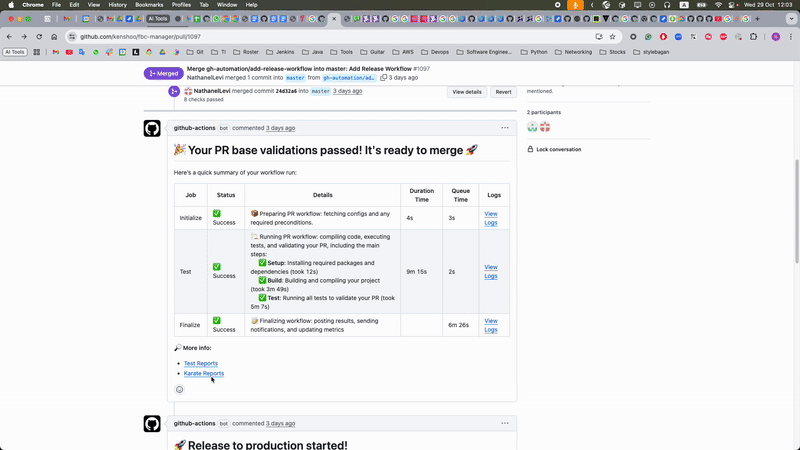 Chrome File Edit View History Bookmarks Profiles Tab Window Help Wed 29 Oct 12:03
AI Tools
github.com/kenshoo/fbc-manager/pull/1097
AI Tools Roster Jenkins Java Tools Guitar AWS Devops Software Engineer... Python Networking Stocks stylebagan
Merged
Merge gh-automation/add-release-workflow into master: Add Release Workflow #1097
NathanelLevi merged 1 commit into master from gh-automation/ad... 3 days ago
mentioned.
NathanelLevi merged commit 24d32a6 into master 3 days ago
8 checks passed
View details Revert
2 participants
Lock conversation
github-actions bot commented 3 days ago
🎉 Your PR base validations passed! It's ready to merge 🚀
Here's a quick summary of your workflow run:
Job Status Details Duration Time Queue Time Logs
Initialize ✅ Success 📦 Preparing PR workflow: fetching configs and any required preconditions. 4s 3s View Logs
Test ✅ Success Running PR workflow: compiling code, executing tests, and validating your PR, including the main steps:
✅ Setup: Installing required packages and dependencies (took 12s)
✅ Build: Building and compiling your project (took 3m 49s)
✅ Test: Running all tests to validate your PR (took 5m 7s)
9m 15s 2s View Logs
Finalize ✅ Success 📝 Finalizing workflow: posting results, sending notifications, and updating metrics 6m 26s View Logs
🔎 More info:
• Test Reports
• Karate Reports
github-actions bot commented 3 days ago
🚀 Release to production started!